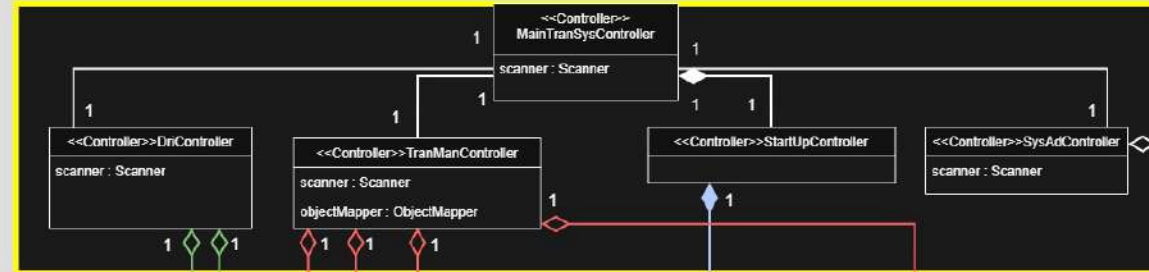 <<Controller>>
MainTranSysController
1
1
scanner : Scanner
1
1
1
1
1
1
<<Controller>>DriController
<<Controller>>TranManController
<<Controller>>StartUpController
<<Controller>>SysAdController
scanner : Scanner
scanner : Scanner
scanner : Scanner
objectMapper : ObjectMapper
1
1
1
1
1
1
1